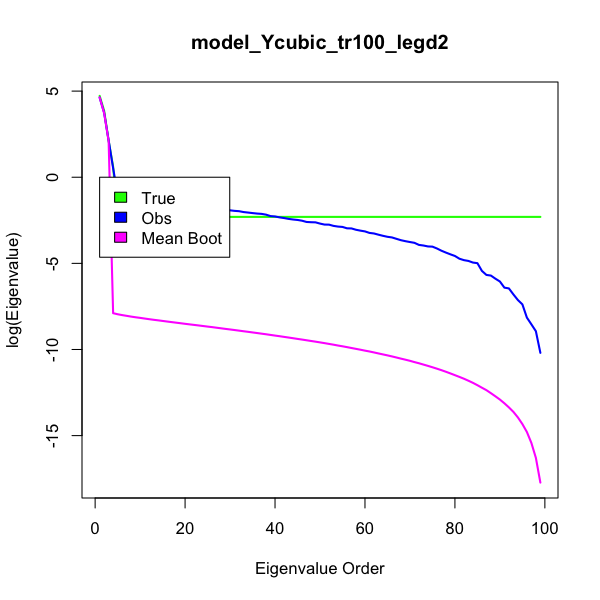 model_Ycubic_tr100_legd2
log(Eigenvalue)
5
0
-5
-10
-15
True
Obs
Mean Boot
0 20 40 60 80 100
Eigenvalue Order